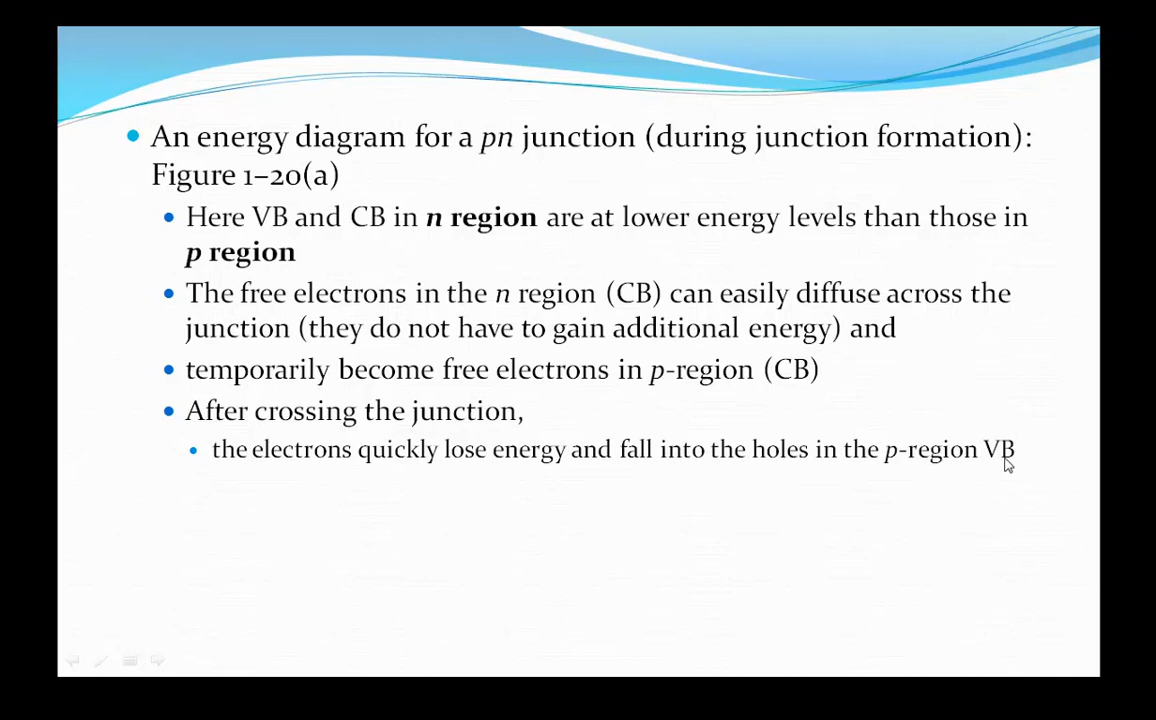 An energy diagram for a pn junction (during junction formation):
Figure 1–20(a)
Here VB and CB in n region are at lower energy levels than those in
p region
The free electrons in the n region (CB) can easily diffuse across the
junction (they do not have to gain additional energy) and
temporarily become free electrons in p-region (CB)
After crossing the junction,
the electrons quickly lose energy and fall into the holes in the p-region VB